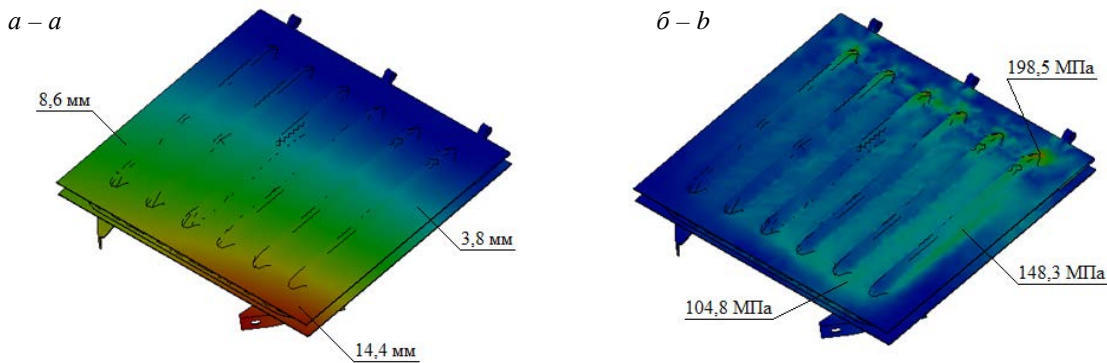 а – a
8,6 мм
3,8 мм
14,4 мм
б – b
198,5 МПа
148,3 МПа
104,8 МПа